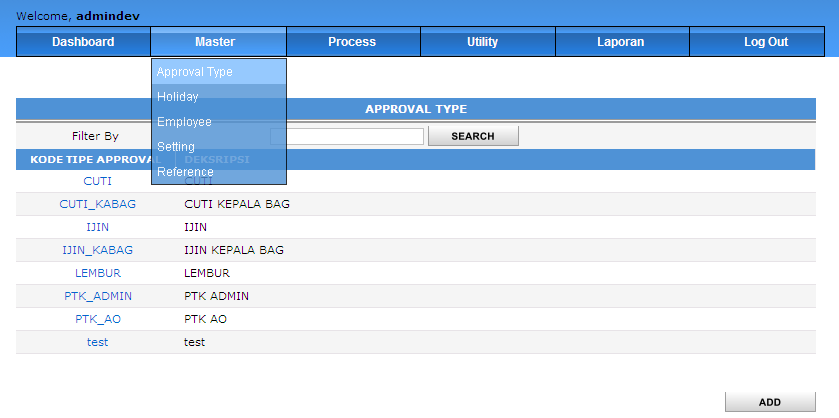 Welcome, admindev
Dashboard Master Process Utility Laporan Log Out
Approval Type
Holiday
Employee
Setting
Reference
APPROVAL TYPE
Filter By SEARCH
KODE TIPE APPROVAL DEKSRIPSI
CUTI CUTI
CUTI_KABAG CUTI KEPALA BAG
IJIN IJIN
IJIN_KABAG IJIN KEPALA BAG
LEMBUR LEMBUR
PTK_ADMIN PTK ADMIN
PTK_AO PTK AO
test test
ADD